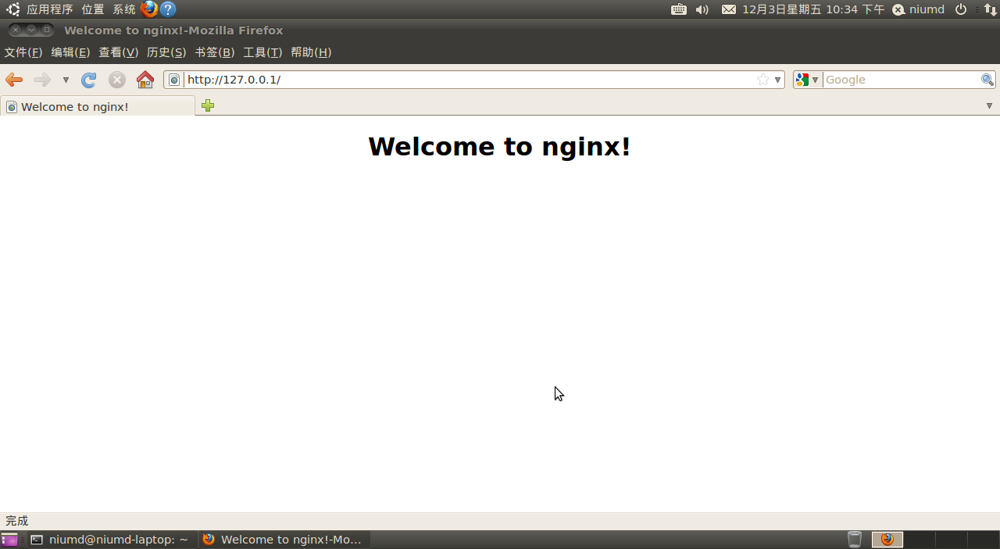 应用程序 位置 系统 12月3日星期五 10:34 下午 niumd
Welcome to nginx!-Mozilla Firefox
文件(F) 编辑(E) 查看(V) 历史(S) 书签(B) 工具(T) 帮助(H)
http://127.0.0.1/ Google
Welcome to nginx!
Welcome to nginx!
完成
niumd@niumd-laptop: ~ Welcome to nginx!-Mo...